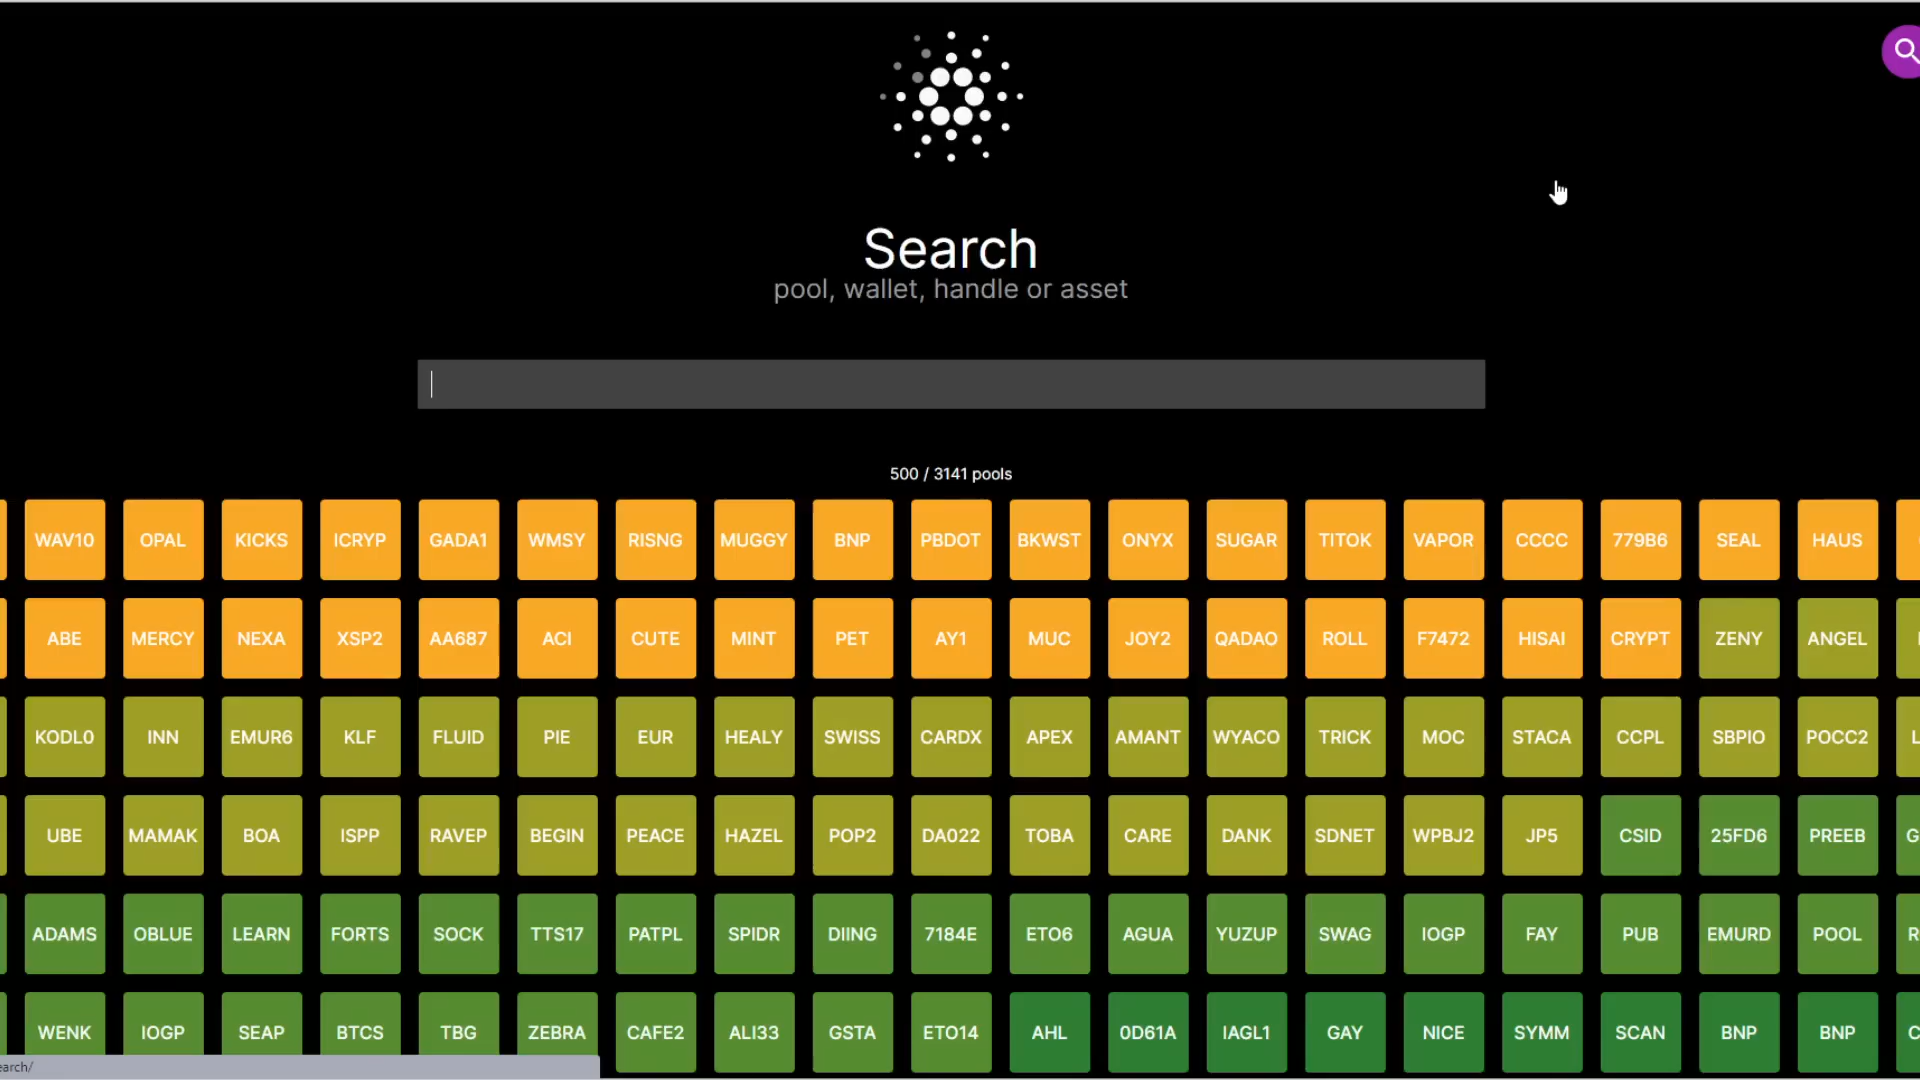 Search
pool, wallet, handle or asset
500 / 3141 pools
WAV10 OPAL KICKS ICRYP GADA1 WMSY RISNG MUGGY BNP PBDOT BKWST ONYX SUGAR TITOK VAPOR CCCC 779B6 SEAL HAUS
ABE MERCY NEXA XSP2 AA687 ACI CUTE MINT PET AY1 MUC JOY2 QADAO ROLL F7472 HISAI CRYPT ZENY ANGEL
KODL0 INN EMUR6 KLF FLUID PIE EUR HEALY SWISS CARDX APEX AMANT WYACO TRICK MOC STACA CCPL SBPIO POCC2
UBE MAMAK BOA ISPP RAVEP BEGIN PEACE HAZEL POP2 DA022 TOBA CARE DANK SDNET WPBJ2 JP5 CSID 25FD6 PREEB
ADAMS OBLUE LEARN FORTS SOCK TTS17 PATPL SPIDR DIING 7184E ETO6 AGUA YUZUP SWAG IOGP FAY PUB EMURD POOL
WENK IOGP SEAP BTCS TBG ZEBRA CAFE2 ALI33 GSTA ETO14 AHL 0D61A IAGL1 GAY NICE SYMM SCAN BNP BNP
earch/